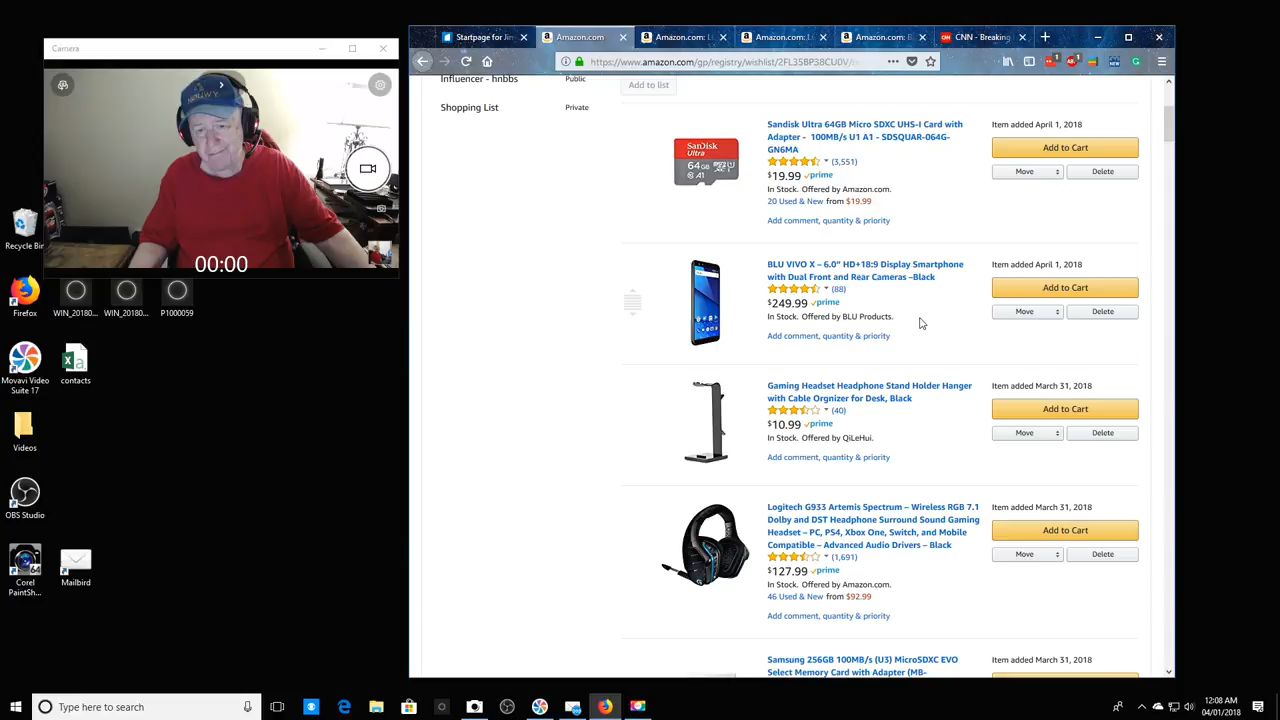 Camera
00:00
Recycle Bin
Firefox
WIN_20180...
WIN_20180...
P1000059
Movavi Video
Suite 17
contacts
Videos
OBS Studio
Corel
PaintSh...
Mailbird
Startpage for Jim
Amazon.com
Amazon.com: L
Amazon.com: L
Amazon.com: B
CNN - Breaking
https://www.amazon.com/gp/registry/wishlist/2FL35BP38CU0V/
Influencer - hnbbs
Public
Shopping List
Private
Add to list
Sandisk Ultra 64GB Micro SDXC UHS-I Card with
Adapter - 100MB/s U1 A1 - SDSQUAR-064G-
GN6MA
(3,551)
$19.99 prime
In Stock. Offered by Amazon.com.
20 Used & New from $19.99
Add comment, quantity & priority
Item added April 1, 2018
Add to Cart
Move
Delete
SanDisk
Ultra
64GB
A1
BLU VIVO X – 6.0" HD+18:9 Display Smartphone
with Dual Front and Rear Cameras –Black
(88)
$249.99 prime
In Stock. Offered by BLU Products.
Add comment, quantity & priority
Item added April 1, 2018
Add to Cart
Move
Delete
Gaming Headset Headphone Stand Holder Hanger
with Cable Orgnizer for Desk, Black
(40)
$10.99 prime
In Stock. Offered by QiLeHui.
Add comment, quantity & priority
Item added March 31, 2018
Add to Cart
Move
Delete
Logitech G933 Artemis Spectrum – Wireless RGB 7.1
Dolby and DST Headphone Surround Sound Gaming
Headset – PC, PS4, Xbox One, Switch, and Mobile
Compatible – Advanced Audio Drivers – Black
(1,691)
$127.99 prime
In Stock. Offered by Amazon.com.
46 Used & New from $92.99
Add comment, quantity & priority
Item added March 31, 2018
Add to Cart
Move
Delete
Samsung 256GB 100MB/s (U3) MicroSDXC EVO
Select Memory Card with Adapter (MB-
Item added March 31, 2018
Type here to search
12:08 AM
04/01/2018